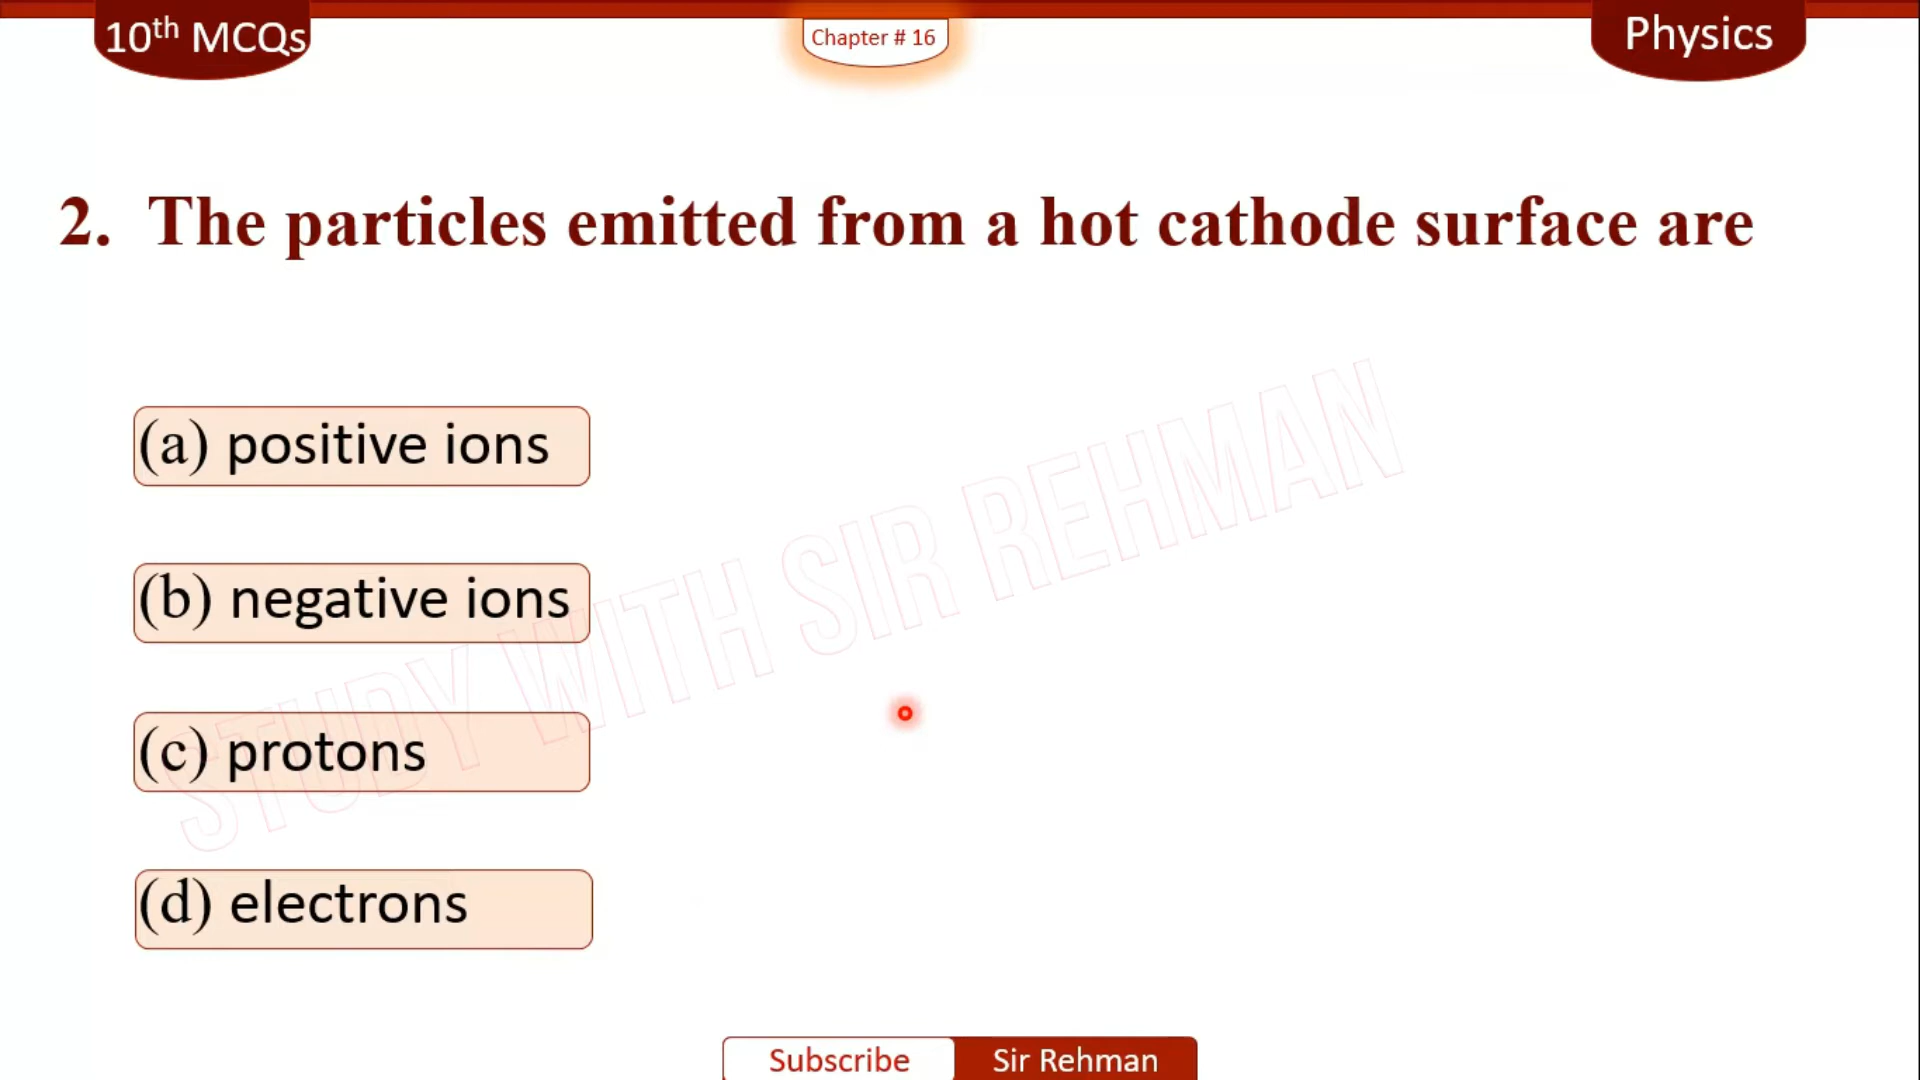 10th MCQs
Chapter # 16
Physics
2. The particles emitted from a hot cathode surface are
(a) positive ions
(b) negative ions
(c) protons
(d) electrons
STUDY WITH SIR REHMAN
Subscribe Sir Rehman